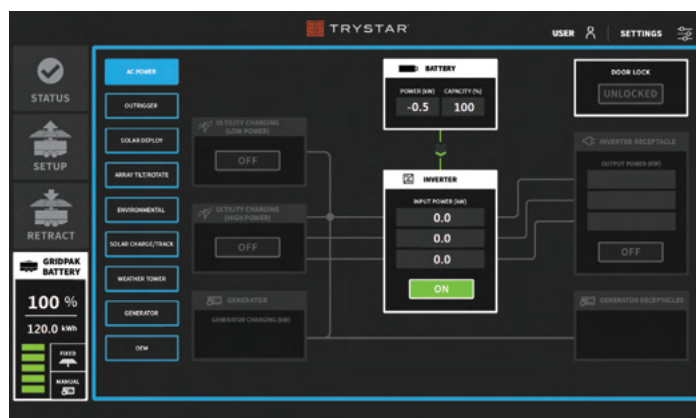 TRYSTAR
USER
SETTINGS
STATUS
SETUP
RETRACT
GRIDPAK
BATTERY
100 %
120.0 kWh
FIXED
MANUAL
AC POWER
OUTRIGGER
SOLAR DEPLOY
ARRAY TILT/ROTATE
ENVIRONMENTAL
SOLAR CHARGE/TRACK
WEATHER TOWER
GENERATOR
OEM
ULTILITY CHARGING
(LOW POWER)
OFF
ULTILITY CHARGING
(HIGH POWER)
OFF
GENERATOR
GENERATOR CHARGING (kW)
BATTERY
POWER (kW) CAPACITY (%)
-0.5 100
INVERTER
INPUT POWER (kW)
0.0
0.0
0.0
ON
DOOR LOCK
UNLOCKED
INVERTER RECEPTACLE
OUTPUT POWER (KW)
OFF
GENERATOR RECEPTACLES